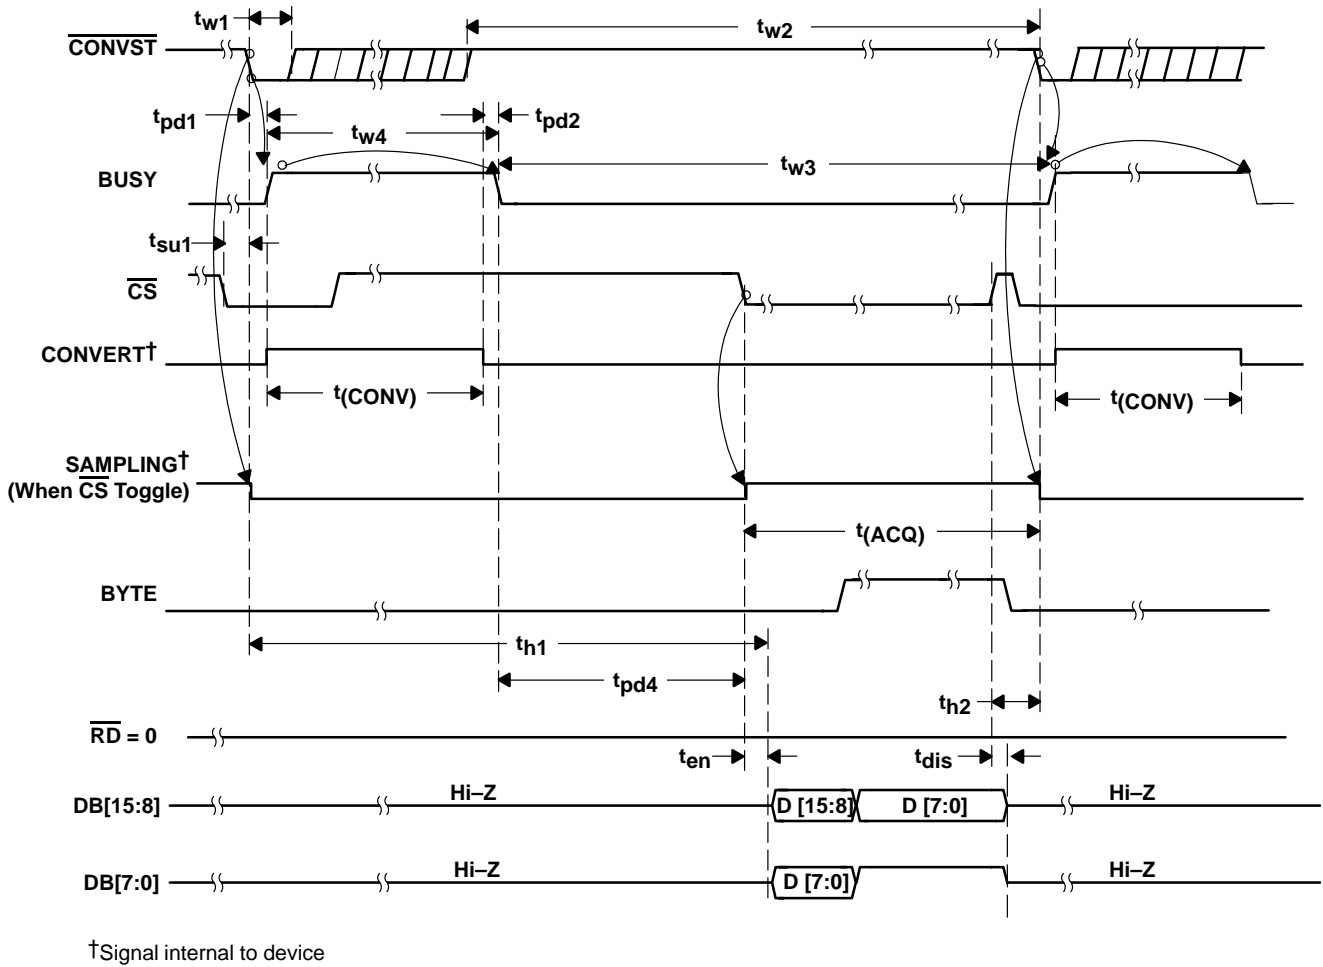 tw1
CONVST
tw2
tpd1
tw4
tpd2
BUSY
tw3
tsu1
CS
CONVERT†
t(CONV)
t(CONV)
SAMPLING†
(When CS Toggle)
t(ACQ)
BYTE
th1
tpd4
th2
RD = 0
ten
tdis
DB[15:8]
Hi–Z
D [15:8]
D [7:0]
Hi–Z
DB[7:0]
Hi–Z
D [7:0]
Hi–Z
†Signal internal to device